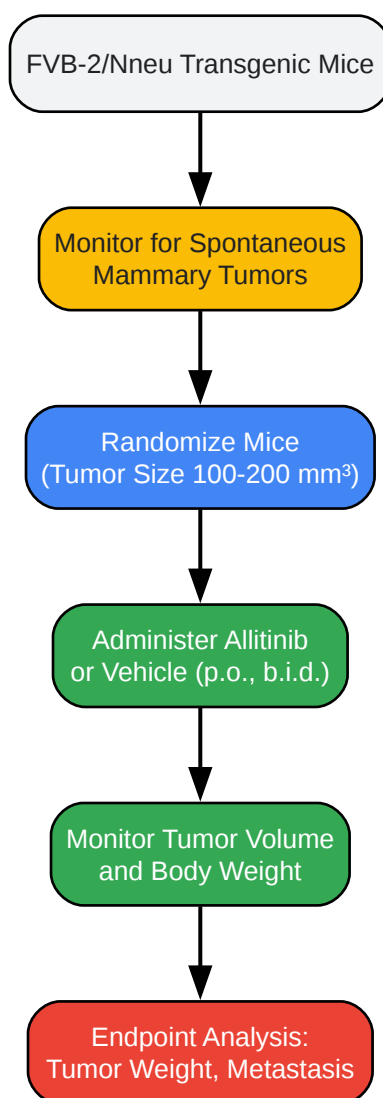 FVB-2/Nneu Transgenic Mice
Monitor for Spontaneous
Mammary Tumors
Randomize Mice
(Tumor Size 100-200 mm³)
Administer Allitinib
or Vehicle (p.o., b.i.d.)
Monitor Tumor Volume
and Body Weight
Endpoint Analysis:
Tumor Weight, Metastasis